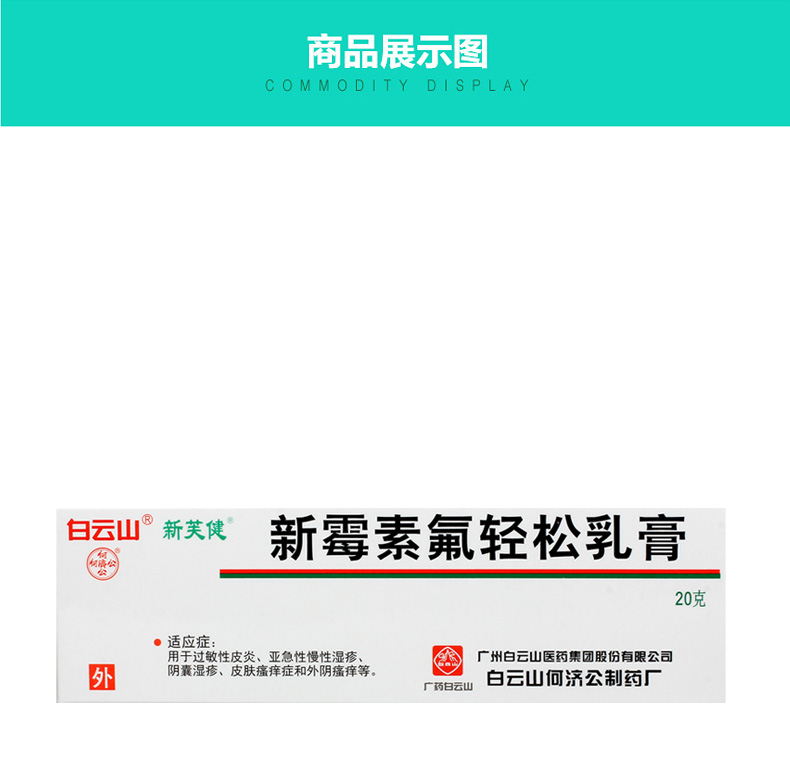 商品展示图
COMMODITY DISPLAY
白云山® 新芙健® 新霉素氟轻松乳膏
何
何濟公
公
20克
适应症：
用于过敏性皮炎、亚急性慢性湿疹、
阴囊湿疹、皮肤瘙痒症和外阴瘙痒等。
外
广药白云山
广州白云山医药集团股份有限公司
白云山何济公制药厂